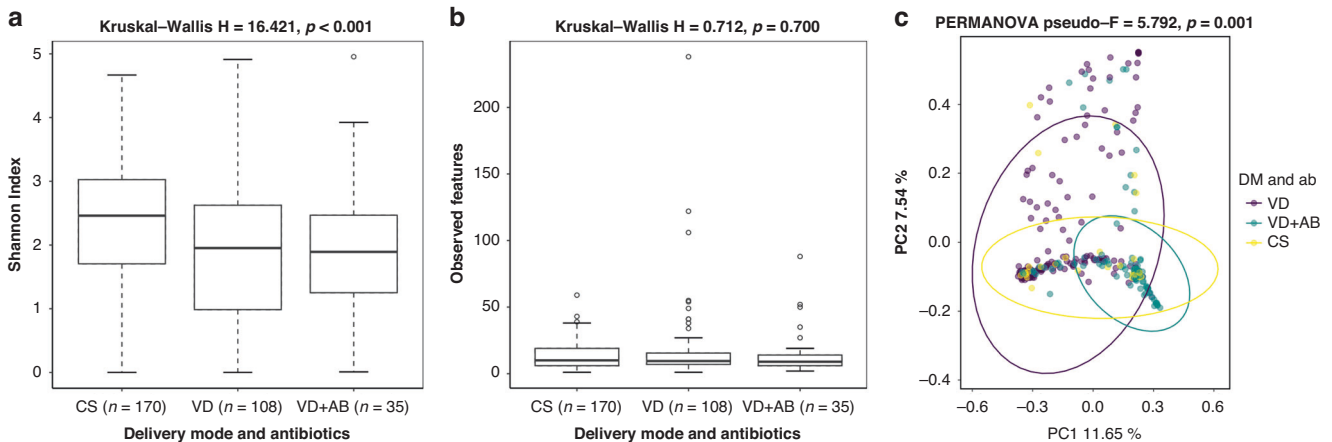 a
Kruskal–Wallis H = 16.421, p < 0.001
Shannon Index
5
4
3
2
1
0
CS (n = 170) VD (n = 108) VD+AB (n = 35)
Delivery mode and antibiotics
b
Kruskal–Wallis H = 0.712, p = 0.700
Observed features
200
150
100
50
0
CS (n = 170) VD (n = 108) VD+AB (n = 35)
Delivery mode and antibiotics
c
PERMANOVA pseudo–F = 5.792, p = 0.001
PC2 7.54 %
0.4
0.2
0.0
–0.2
–0.4
–0.6 –0.3 0.0 0.3 0.6
PC1 11.65 %
DM and ab
VD
VD+AB
CS